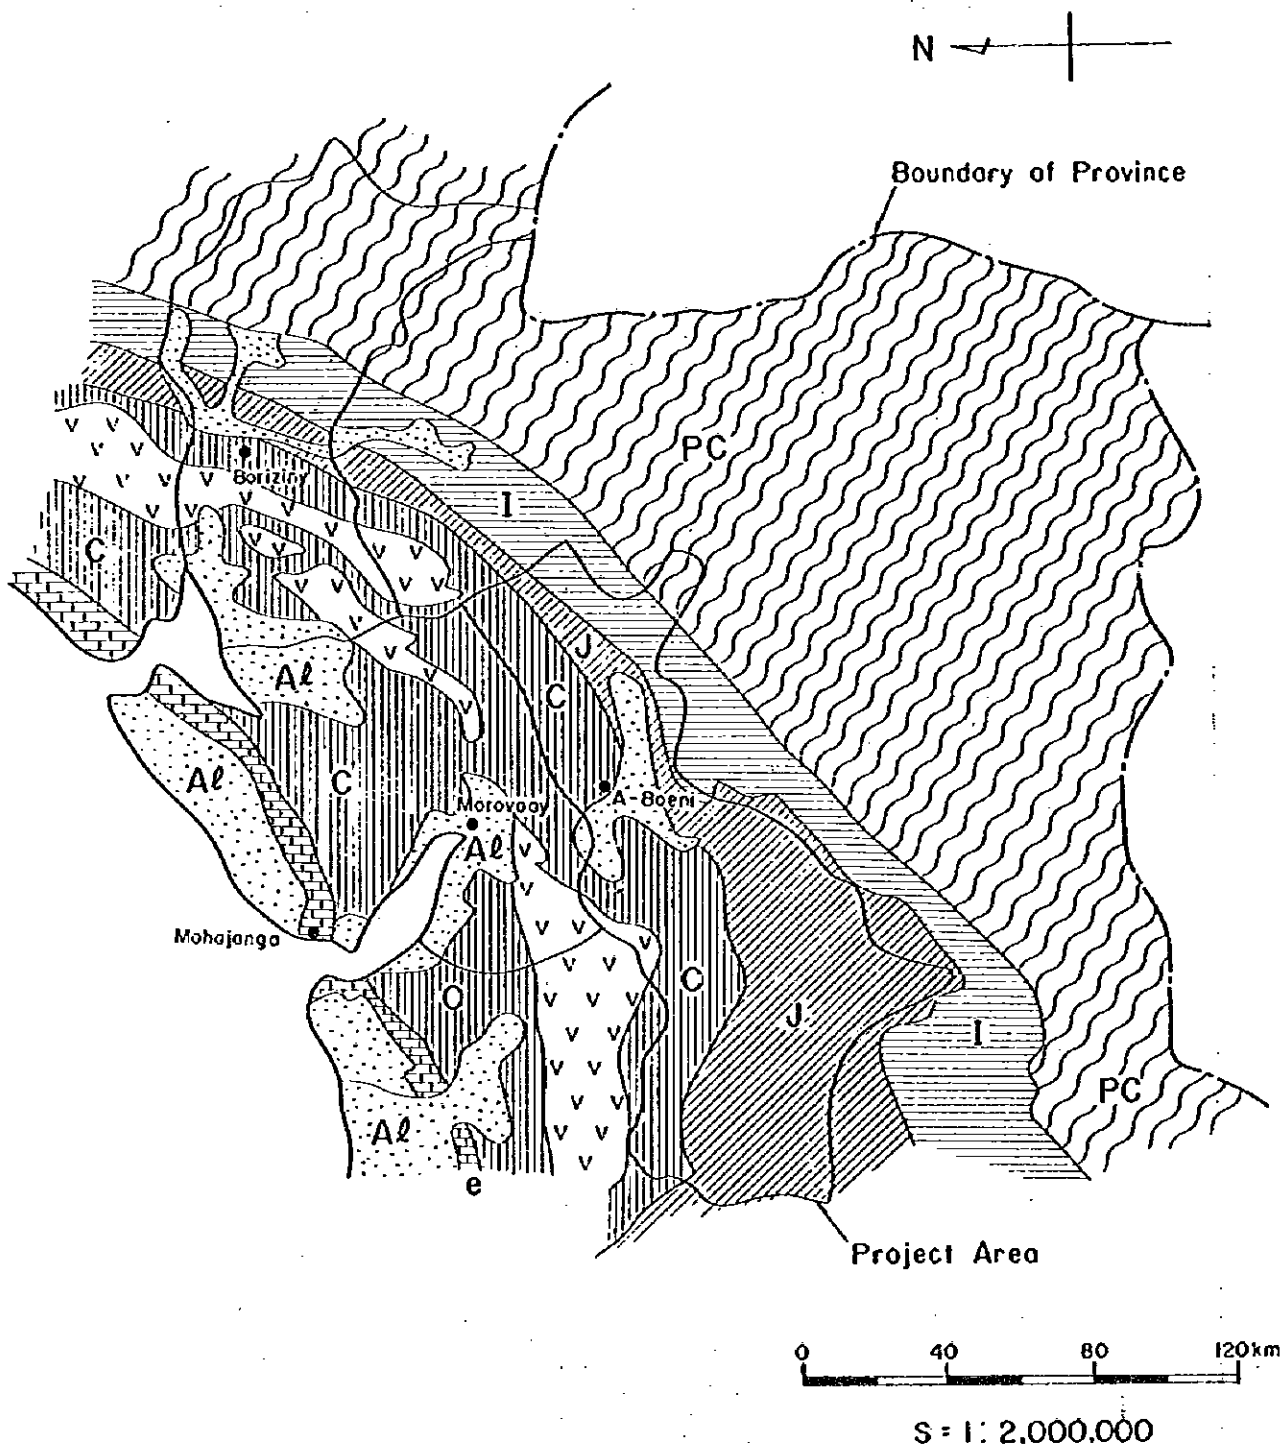 N
Boundary of Province
PC
Boriziny
I
C
J
Al
C
Al
C
Marovoay
A-Boeni
Al
Mahajanga
O
C
J
I
PC
Al
e
Project Area
0 40 80 120km
S = 1: 2,000,000